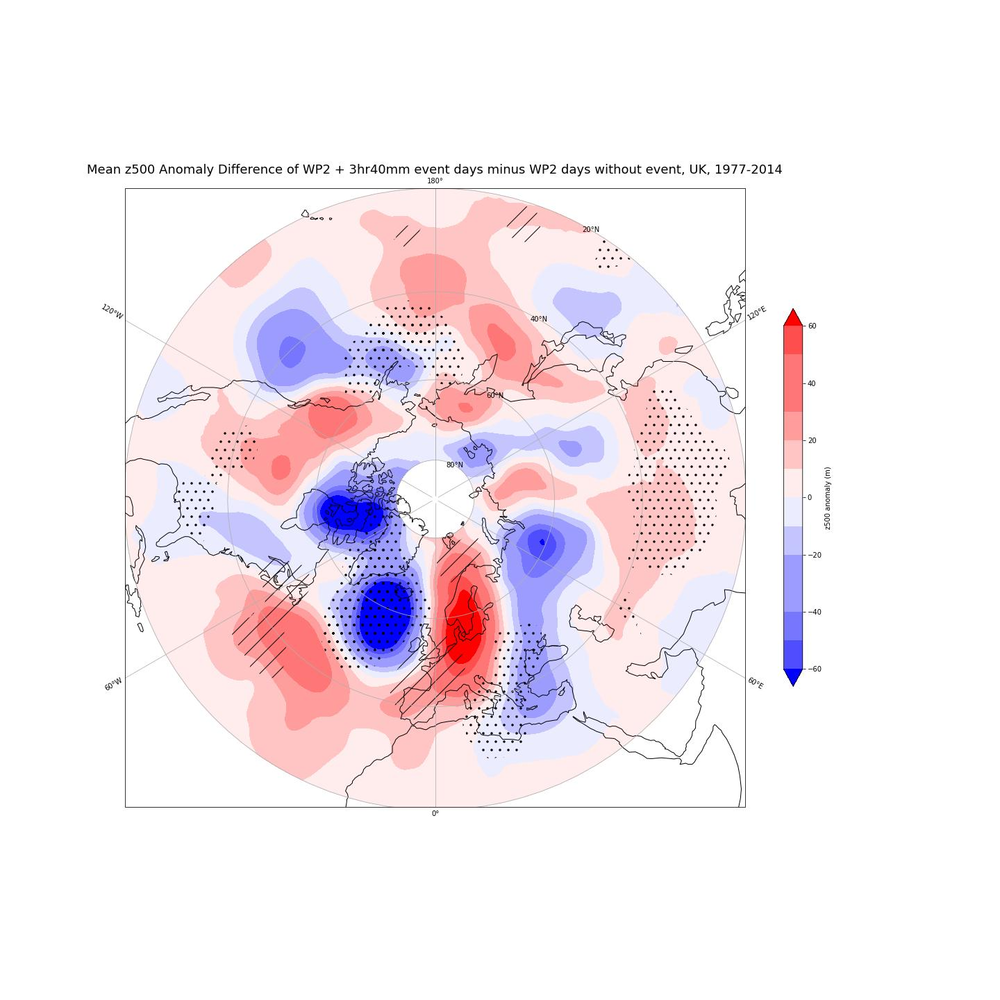 Mean z500 Anomaly Difference of WP2 + 3hr40mm event days minus WP2 days without event, UK, 1977-2014
180°
20°N
120°W
120°E
40°N
60
40
60°N
20
80°N
0
z500 anomaly (m)
−20
−40
−60
60°W
60°E
0°